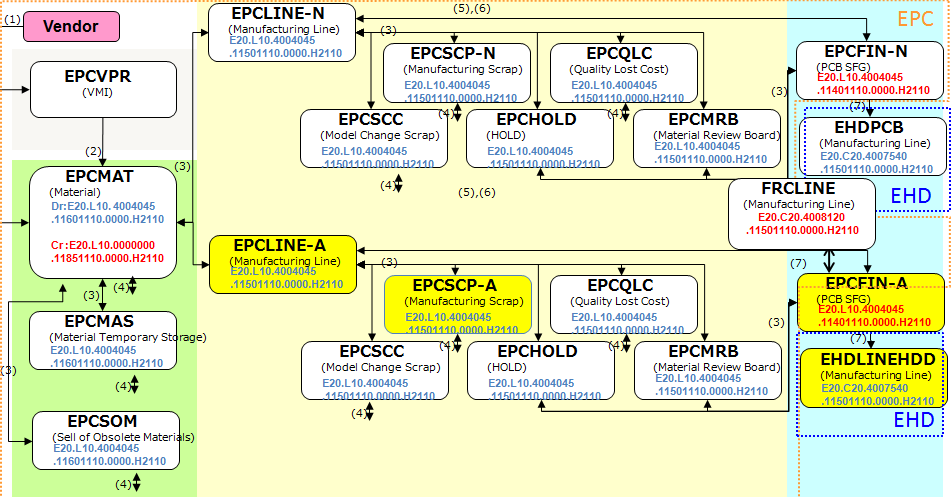 (1)
Vendor
EPCVPR
(VMI)
(2)
EPCMAT
(Material)
Dr:E20.L10.4004045
.11601110.0000.H2110
Cr:E20.L10.0000000
.11851110.0000.H2110
(3)
(4)
(3)
EPCMAS
(Material Temporary Storage)
E20.L10.4004045
.11601110.0000.H2110
(3)
(4)
EPCSOM
(Sell of Obsolete Materials)
E20.L10.4004045
.11601110.0000.H2110
(4)
EPCLINE-N
(Manufacturing Line)
E20.L10.4004045
.11501110.0000.H2110
(5),(6)
(3)
EPCSCP-N
(Manufacturing Scrap)
E20.L10.4004045
.11501110.0000.H2110
(4)
EPCQLC
(Quality Lost Cost)
E20.L10.4004045
.11501110.0000.H2110
(4)
EPCSCC
(Model Change Scrap)
E20.L10.4004045
.11501110.0000.H2110
(4)
EPCHOLD
(HOLD)
E20.L10.4004045
.11501110.0000.H2110
EPCMRB
(Material Review Board)
E20.L10.4004045
.11501110.0000.H2110
(3)
EPC
EPCFIN-N
(PCB SFG)
E20.L10.4004045
.11401110.0000.H2110
(7)
EHDPCB
(Manufacturing Line)
E20.C20.4007540
.11501110.0000.H2110
EHD
(5),(6)
FRCLINE
(Manufacturing Line)
E20.C20.4008120
.11501110.0000.H2110
(7)
EPCLINE-A
(Manufacturing Line)
E20.L10.4004045
.11501110.0000.H2110
(3)
EPCSCP-A
(Manufacturing Scrap)
E20.L10.4004045
.11501110.0000.H2110
(4)
EPCQLC
(Quality Lost Cost)
E20.L10.4004045
.11501110.0000.H2110
(4)
EPCSCC
(Model Change Scrap)
E20.L10.4004045
.11501110.0000.H2110
(4)
EPCHOLD
(HOLD)
E20.L10.4004045
.11501110.0000.H2110
EPCMRB
(Material Review Board)
E20.L10.4004045
.11501110.0000.H2110
(3)
EPCFIN-A
(PCB SFG)
E20.L10.4004045
.11401110.0000.H2110
(7)
EHDLINEHDD
(Manufacturing Line)
E20.C20.4007540
.11501110.0000.H2110
EHD